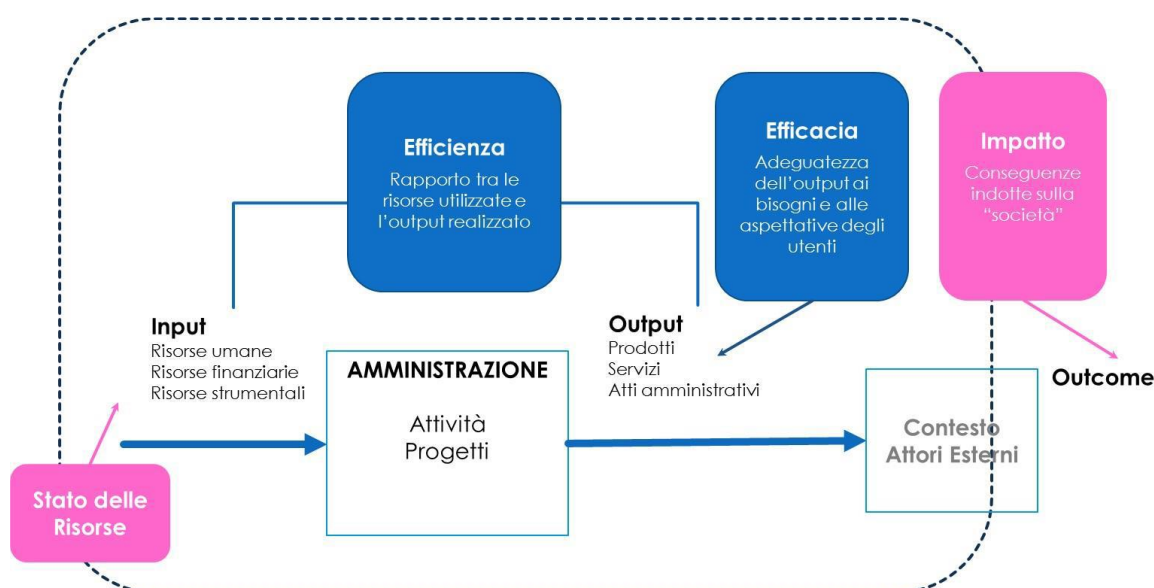 Efficienza
Rapporto tra le
risorse utilizzate e
l'output realizzato
Efficacia
Adeguatezza
dell'output ai
bisogni e alle
aspettative degli
utenti
Impatto
Conseguenze
indotte sulla
"società"
Input
Risorse umane
Risorse finanziarie
Risorse strumentali
AMMINISTRAZIONE
Attività
Progetti
Output
Prodotti
Servizi
Atti amministrativi
Outcome
Contesto
Attori Esterni
Stato delle
Risorse